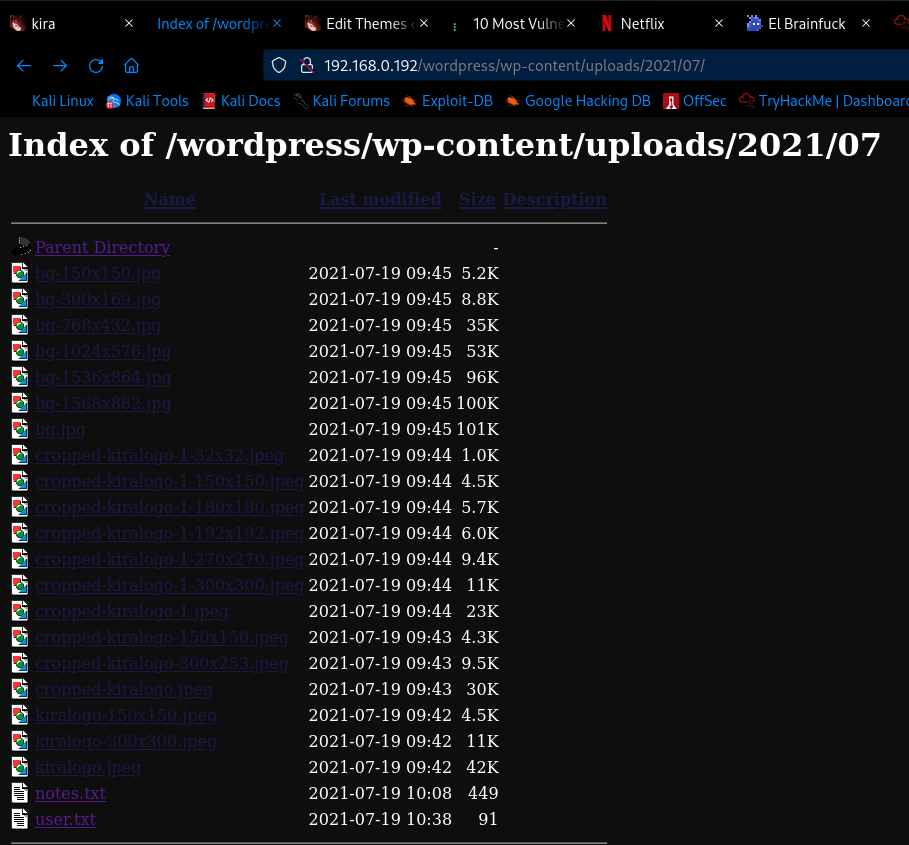 kira
Index of /wordpre
Edit Themes
10 Most Vulne
Netflix
El Brainfuck
192.168.0.192/wordpress/wp-content/uploads/2021/07/
Kali Linux Kali Tools Kali Docs Kali Forums Exploit-DB Google Hacking DB OffSec TryHackMe | Dashboard
Index of /wordpress/wp-content/uploads/2021/07
Name Last modified Size Description
Parent Directory -
bg-150x150.jpg 2021-07-19 09:45 5.2K
bg-300x169.jpg 2021-07-19 09:45 8.8K
bg-768x432.jpg 2021-07-19 09:45 35K
bg-1024x576.jpg 2021-07-19 09:45 53K
bg-1536x864.jpg 2021-07-19 09:45 96K
bg-1568x882.jpg 2021-07-19 09:45 100K
bg.jpg 2021-07-19 09:45 101K
cropped-kiralogo-1-32x32.jpeg 2021-07-19 09:44 1.0K
cropped-kiralogo-1-150x150.jpeg 2021-07-19 09:44 4.5K
cropped-kiralogo-1-180x180.jpeg 2021-07-19 09:44 5.7K
cropped-kiralogo-1-192x192.jpeg 2021-07-19 09:44 6.0K
cropped-kiralogo-1-270x270.jpeg 2021-07-19 09:44 9.4K
cropped-kiralogo-1-300x300.jpeg 2021-07-19 09:44 11K
cropped-kiralogo-1.jpeg 2021-07-19 09:44 23K
cropped-kiralogo-150x150.jpeg 2021-07-19 09:43 4.3K
cropped-kiralogo-300x253.jpeg 2021-07-19 09:43 9.5K
cropped-kiralogo.jpeg 2021-07-19 09:43 30K
kiralogo-150x150.jpeg 2021-07-19 09:42 4.5K
kiralogo-300x300.jpeg 2021-07-19 09:42 11K
kiralogo.jpeg 2021-07-19 09:42 42K
notes.txt 2021-07-19 10:08 449
user.txt 2021-07-19 10:38 91